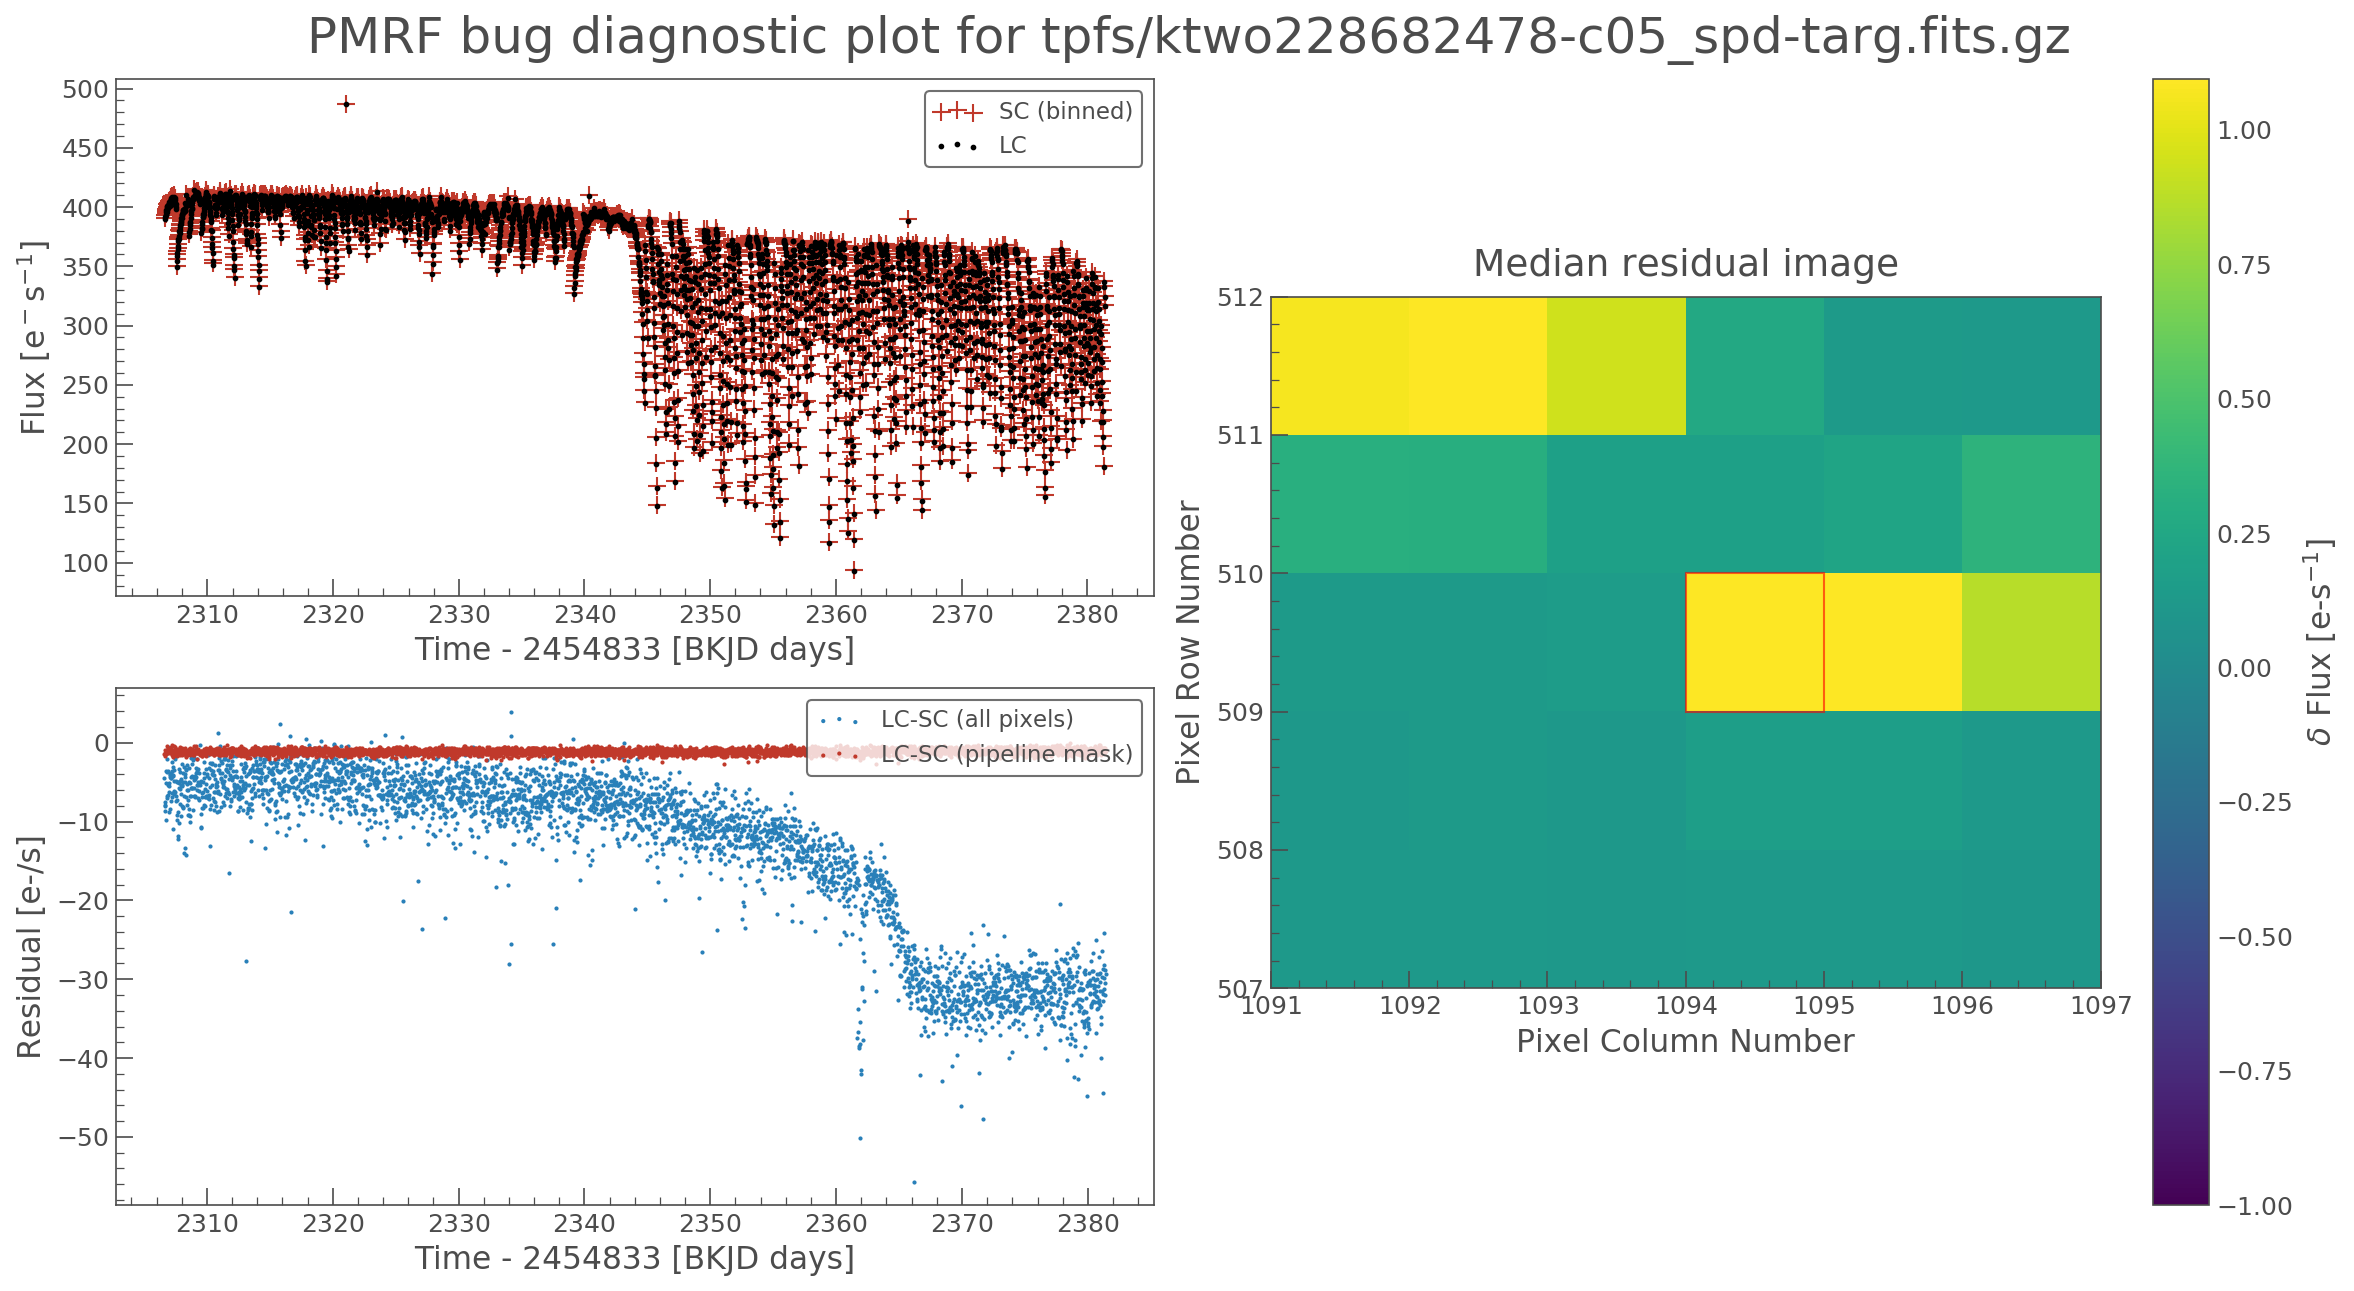 PMRF bug diagnostic plot for tpfs/ktwo228682478-c05_spd-targ.fits.gz
500
450
400
350
300
250
200
150
100
Flux [e⁻ s⁻¹]
SC (binned)
LC
2310 2320 2330 2340 2350 2360 2370 2380
Time - 2454833 [BKJD days]
0
−10
−20
−30
−40
−50
Residual [e-/s]
LC-SC (all pixels)
LC-SC (pipeline mask)
2310 2320 2330 2340 2350 2360 2370 2380
Time - 2454833 [BKJD days]
Median residual image
512
511
510
509
508
507
Pixel Row Number
1091 1092 1093 1094 1095 1096 1097
Pixel Column Number
1.00
0.75
0.50
0.25
0.00
−0.25
−0.50
−0.75
−1.00
δ Flux [e-s⁻¹]